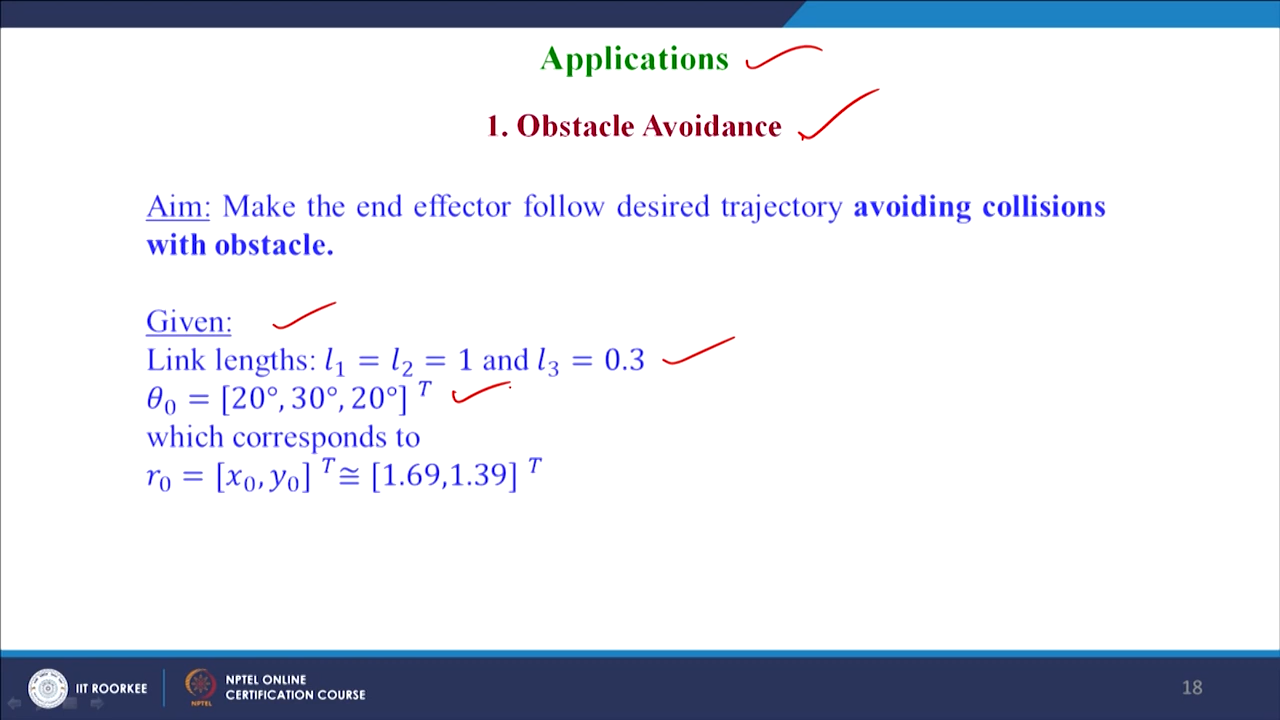 Applications
1. Obstacle Avoidance
Aim: Make the end effector follow desired trajectory avoiding collisions
with obstacle.
Given:
Link lengths: l₁ = l₂ = 1 and l₃ = 0.3
θ₀ = [20°, 30°, 20°] ᵀ
which corresponds to
r₀ = [x₀, y₀] ᵀ ≅ [1.69,1.39] ᵀ
IIT ROORKEE
NPTEL
NPTEL ONLINE
CERTIFICATION COURSE
18